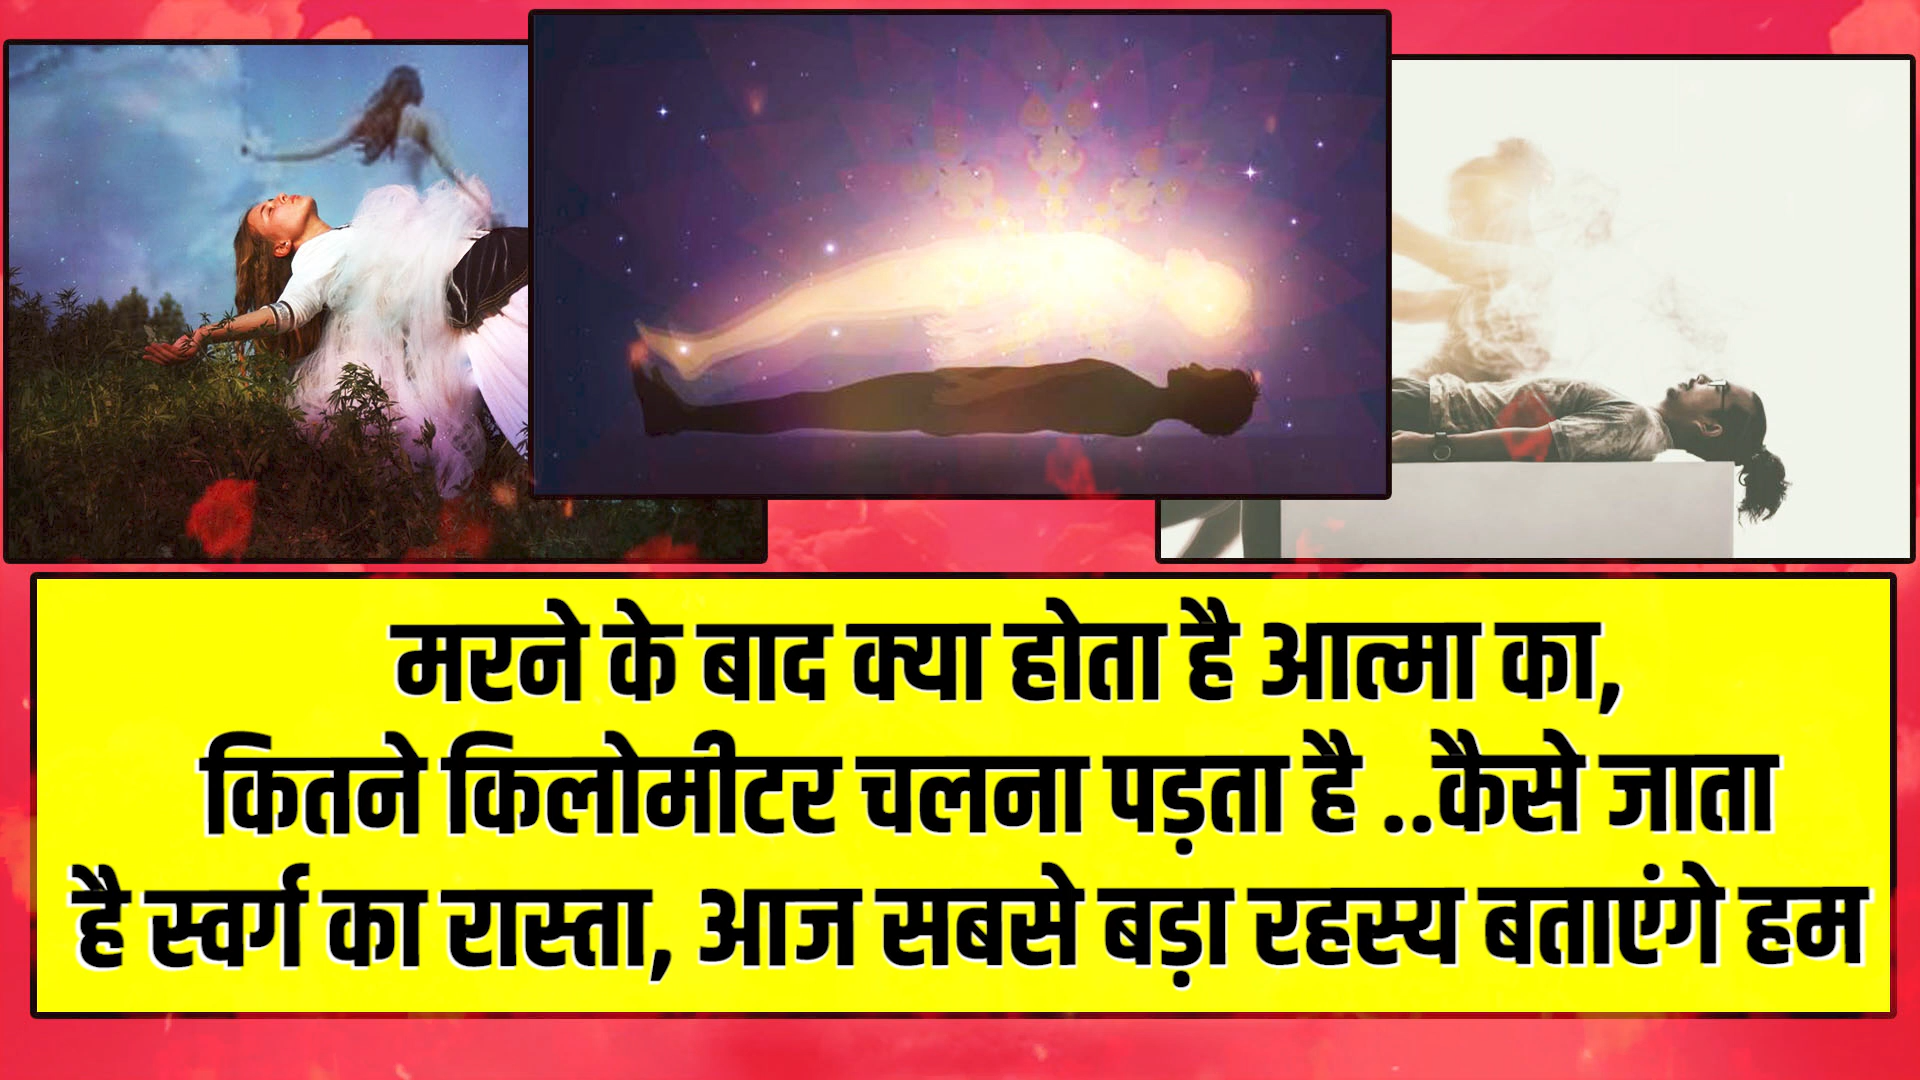 मरने के बाद क्या होता है आत्मा का,
कितने किलोमीटर चलना पड़ता है ..कैसे जाता
है स्वर्ग का रास्ता, आज सबसे बड़ा रहस्य बताएंगे हम